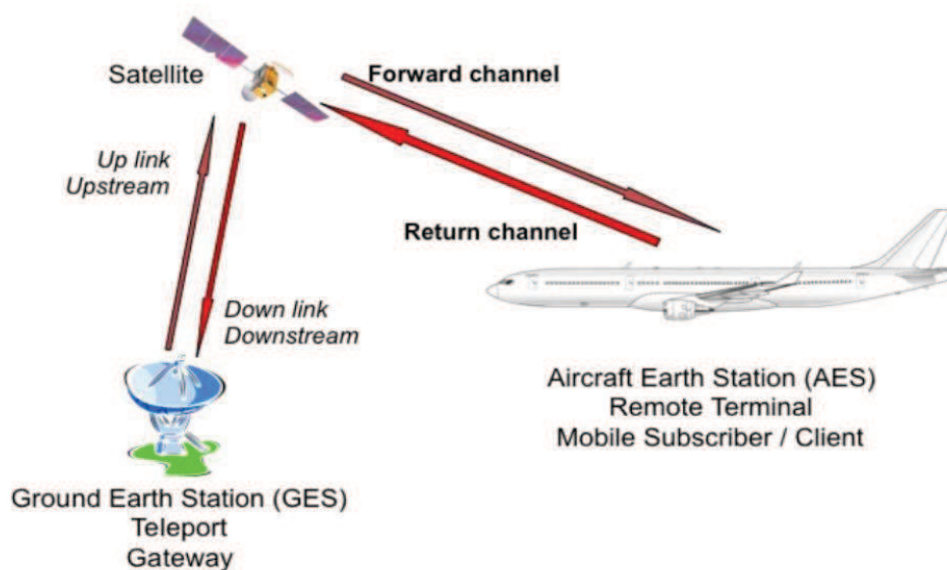 Satellite
Forward channel
Up link
Upstream
Return channel
Down link
Downstream
Aircraft Earth Station (AES)
Remote Terminal
Mobile Subscriber / Client
Ground Earth Station (GES)
Teleport
Gateway